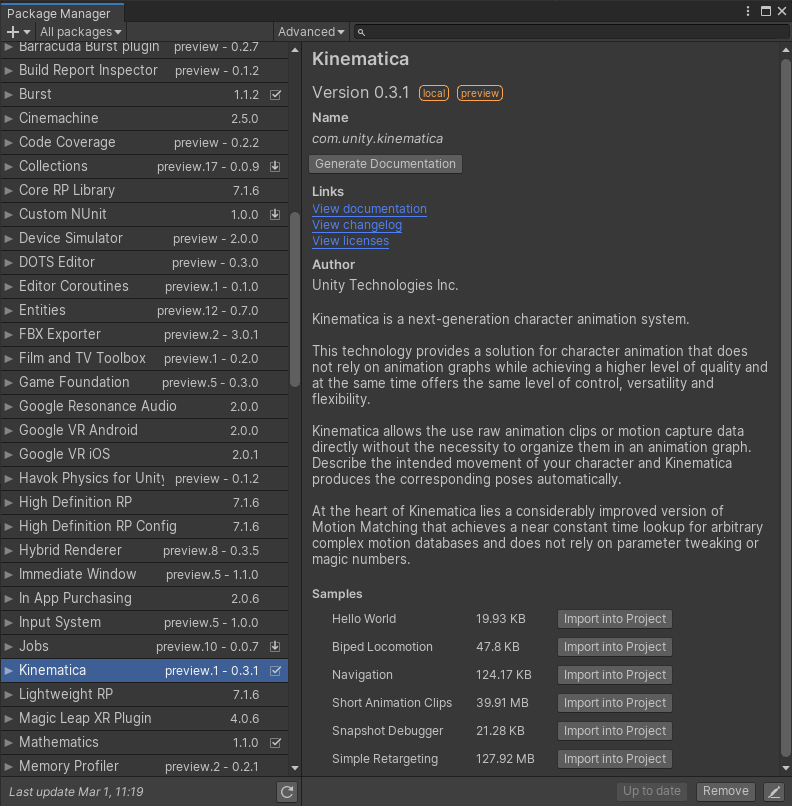 Package Manager
All packages
Advanced
Barracuda Burst plugin preview - 0.2.7
Build Report Inspector preview - 0.1.2
Burst 1.1.2
Cinemachine 2.5.0
Code Coverage preview - 0.2.2
Collections preview.17 - 0.0.9
Core RP Library 7.1.6
Custom NUnit 1.0.0
Device Simulator preview - 2.0.0
DOTS Editor preview - 0.3.0
Editor Coroutines preview.1 - 0.1.0
Entities preview.12 - 0.7.0
FBX Exporter preview.2 - 3.0.1
Film and TV Toolbox preview.1 - 0.2.0
Game Foundation preview.5 - 0.3.0
Google Resonance Audio 2.0.0
Google VR Android 2.0.0
Google VR iOS 2.0.1
Havok Physics for Unity preview - 0.1.2
High Definition RP 7.1.6
High Definition RP Config 7.1.6
Hybrid Renderer preview.8 - 0.3.5
Immediate Window preview.5 - 1.1.0
In App Purchasing 2.0.6
Input System preview.5 - 1.0.0
Jobs preview.10 - 0.0.7
Kinematica preview.1 - 0.3.1
Lightweight RP 7.1.6
Magic Leap XR Plugin 4.0.6
Mathematics 1.1.0
Memory Profiler preview.2 - 0.2.1
Last update Mar 1, 11:19
Kinematica
Version 0.3.1 local preview
Name
com.unity.kinematica
Generate Documentation
Links
View documentation
View changelog
View licenses
Author
Unity Technologies Inc.
Kinematica is a next-generation character animation system.
This technology provides a solution for character animation that does
not rely on animation graphs while achieving a higher level of quality and
at the same time offers the same level of control, versatility and
flexibility.
Kinematica allows the use raw animation clips or motion capture data
directly without the necessity to organize them in an animation graph.
Describe the intended movement of your character and Kinematica
produces the corresponding poses automatically.
At the heart of Kinematica lies a considerably improved version of
Motion Matching that achieves a near constant time lookup for arbitrary
complex motion databases and does not rely on parameter tweaking or
magic numbers.
Samples
Hello World 19.93 KB Import into Project
Biped Locomotion 47.8 KB Import into Project
Navigation 124.17 KB Import into Project
Short Animation Clips 39.91 MB Import into Project
Snapshot Debugger 21.28 KB Import into Project
Simple Retargeting 127.92 MB Import into Project
Up to date Remove